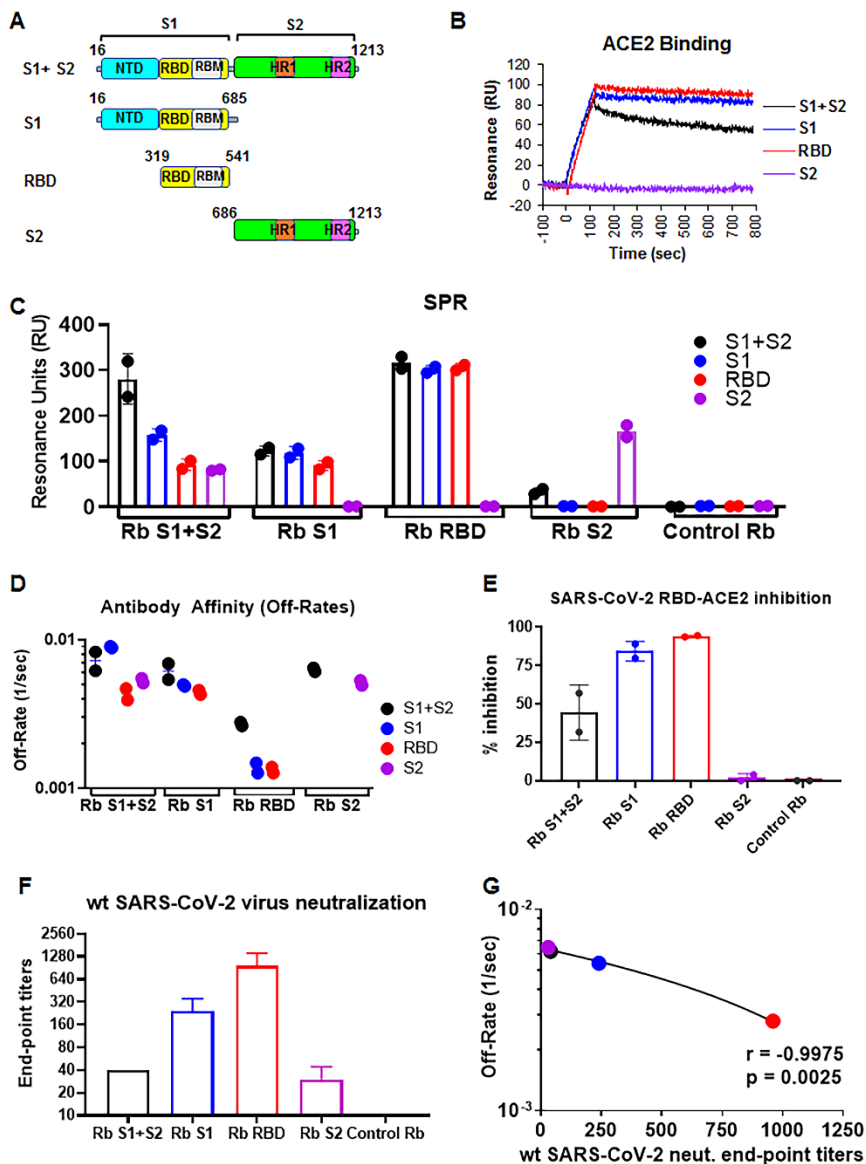 A
S1
S2
16
1213
S1+ S2
NTD
RBD
RBM
HR1
HR2
16
685
S1
NTD
RBD
RBM
319
541
RBD
RBD
RBM
686
1213
S2
HR1
HR2
B
ACE2 Binding
Resonance (RU)
120
100
80
60
40
20
0
-20
-100
0
100
200
300
400
500
600
700
800
Time (sec)
S1+S2
S1
RBD
S2
C
SPR
Resonance Units (RU)
400
300
200
100
0
S1+S2
S1
RBD
S2
Rb S1+S2
Rb S1
Rb RBD
Rb S2
Control Rb
D
Antibody Affinity (Off-Rates)
Off-Rate (1/sec)
0.01
0.001
S1+S2
S1
RBD
S2
Rb S1+S2
Rb S1
Rb RBD
Rb S2
E
SARS-CoV-2 RBD-ACE2 inhibition
% inhibition
100
75
50
25
0
Rb S1+S2
Rb S1
Rb RBD
Rb S2
Control Rb
F
wt SARS-CoV-2 virus neutralization
End-point titers
2560
1280
640
320
160
80
40
20
10
Rb S1+S2
Rb S1
Rb RBD
Rb S2
Control Rb
G
Off-Rate (1/sec)
10-2
10-3
r = -0.9975
p = 0.0025
0
250
500
750
1000
1250
wt SARS-CoV-2 neut. end-point titers